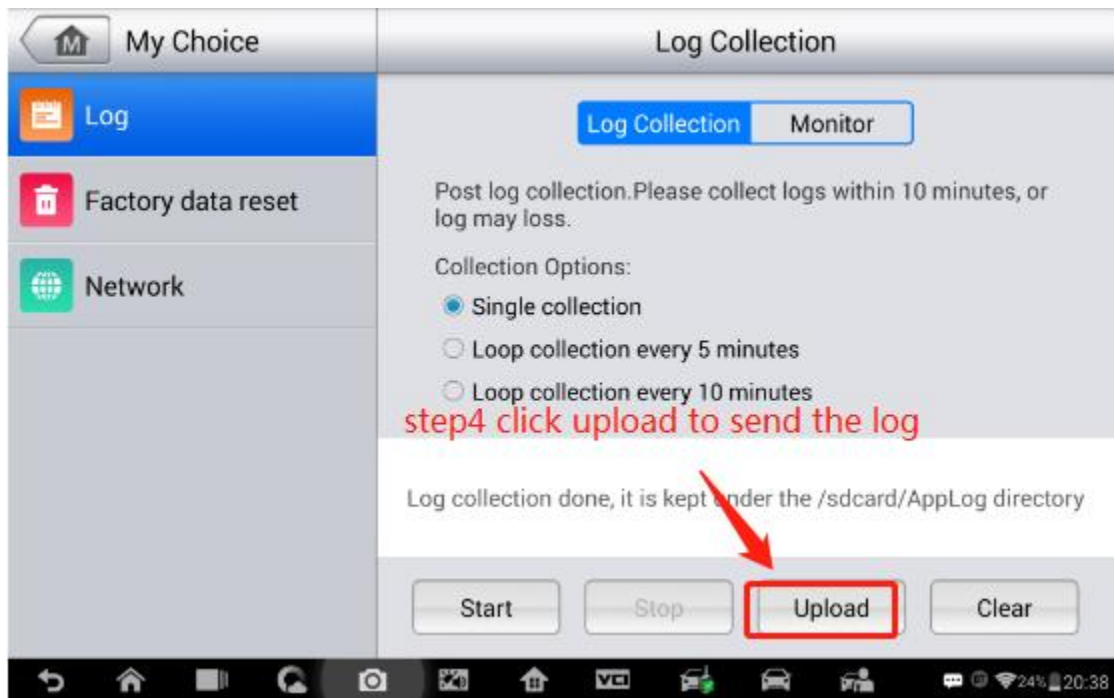 My Choice
Log Collection
Log
Log Collection
Monitor
Post log collection.Please collect logs within 10 minutes, or
log may loss.
Factory data reset
Collection Options:
Network
Single collection
Loop collection every 5 minutes
Loop collection every 10 minutes
step4 click upload to send the log
Log collection done, it is kept under the /sdcard/AppLog directory
Start
Stop
Upload
Clear
VCI
24%
20:38